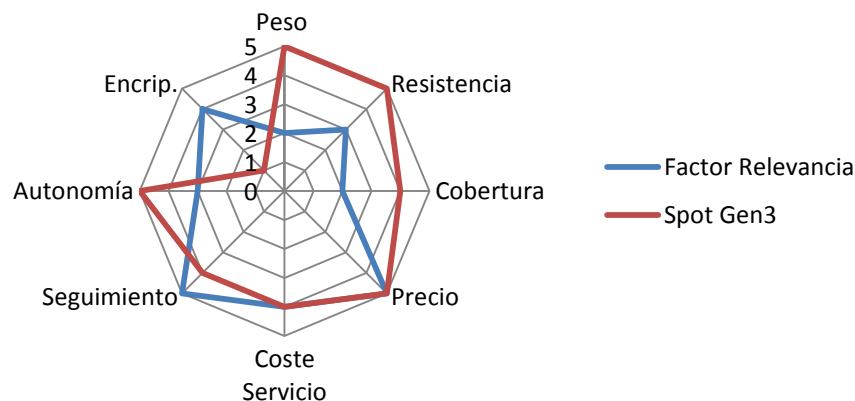 Peso
5
4
3
2
1
0
Encrip.
Resistencia
Autonomía
Cobertura
Seguimiento
Precio
Coste
Servicio
Factor Relevancia
Spot Gen3